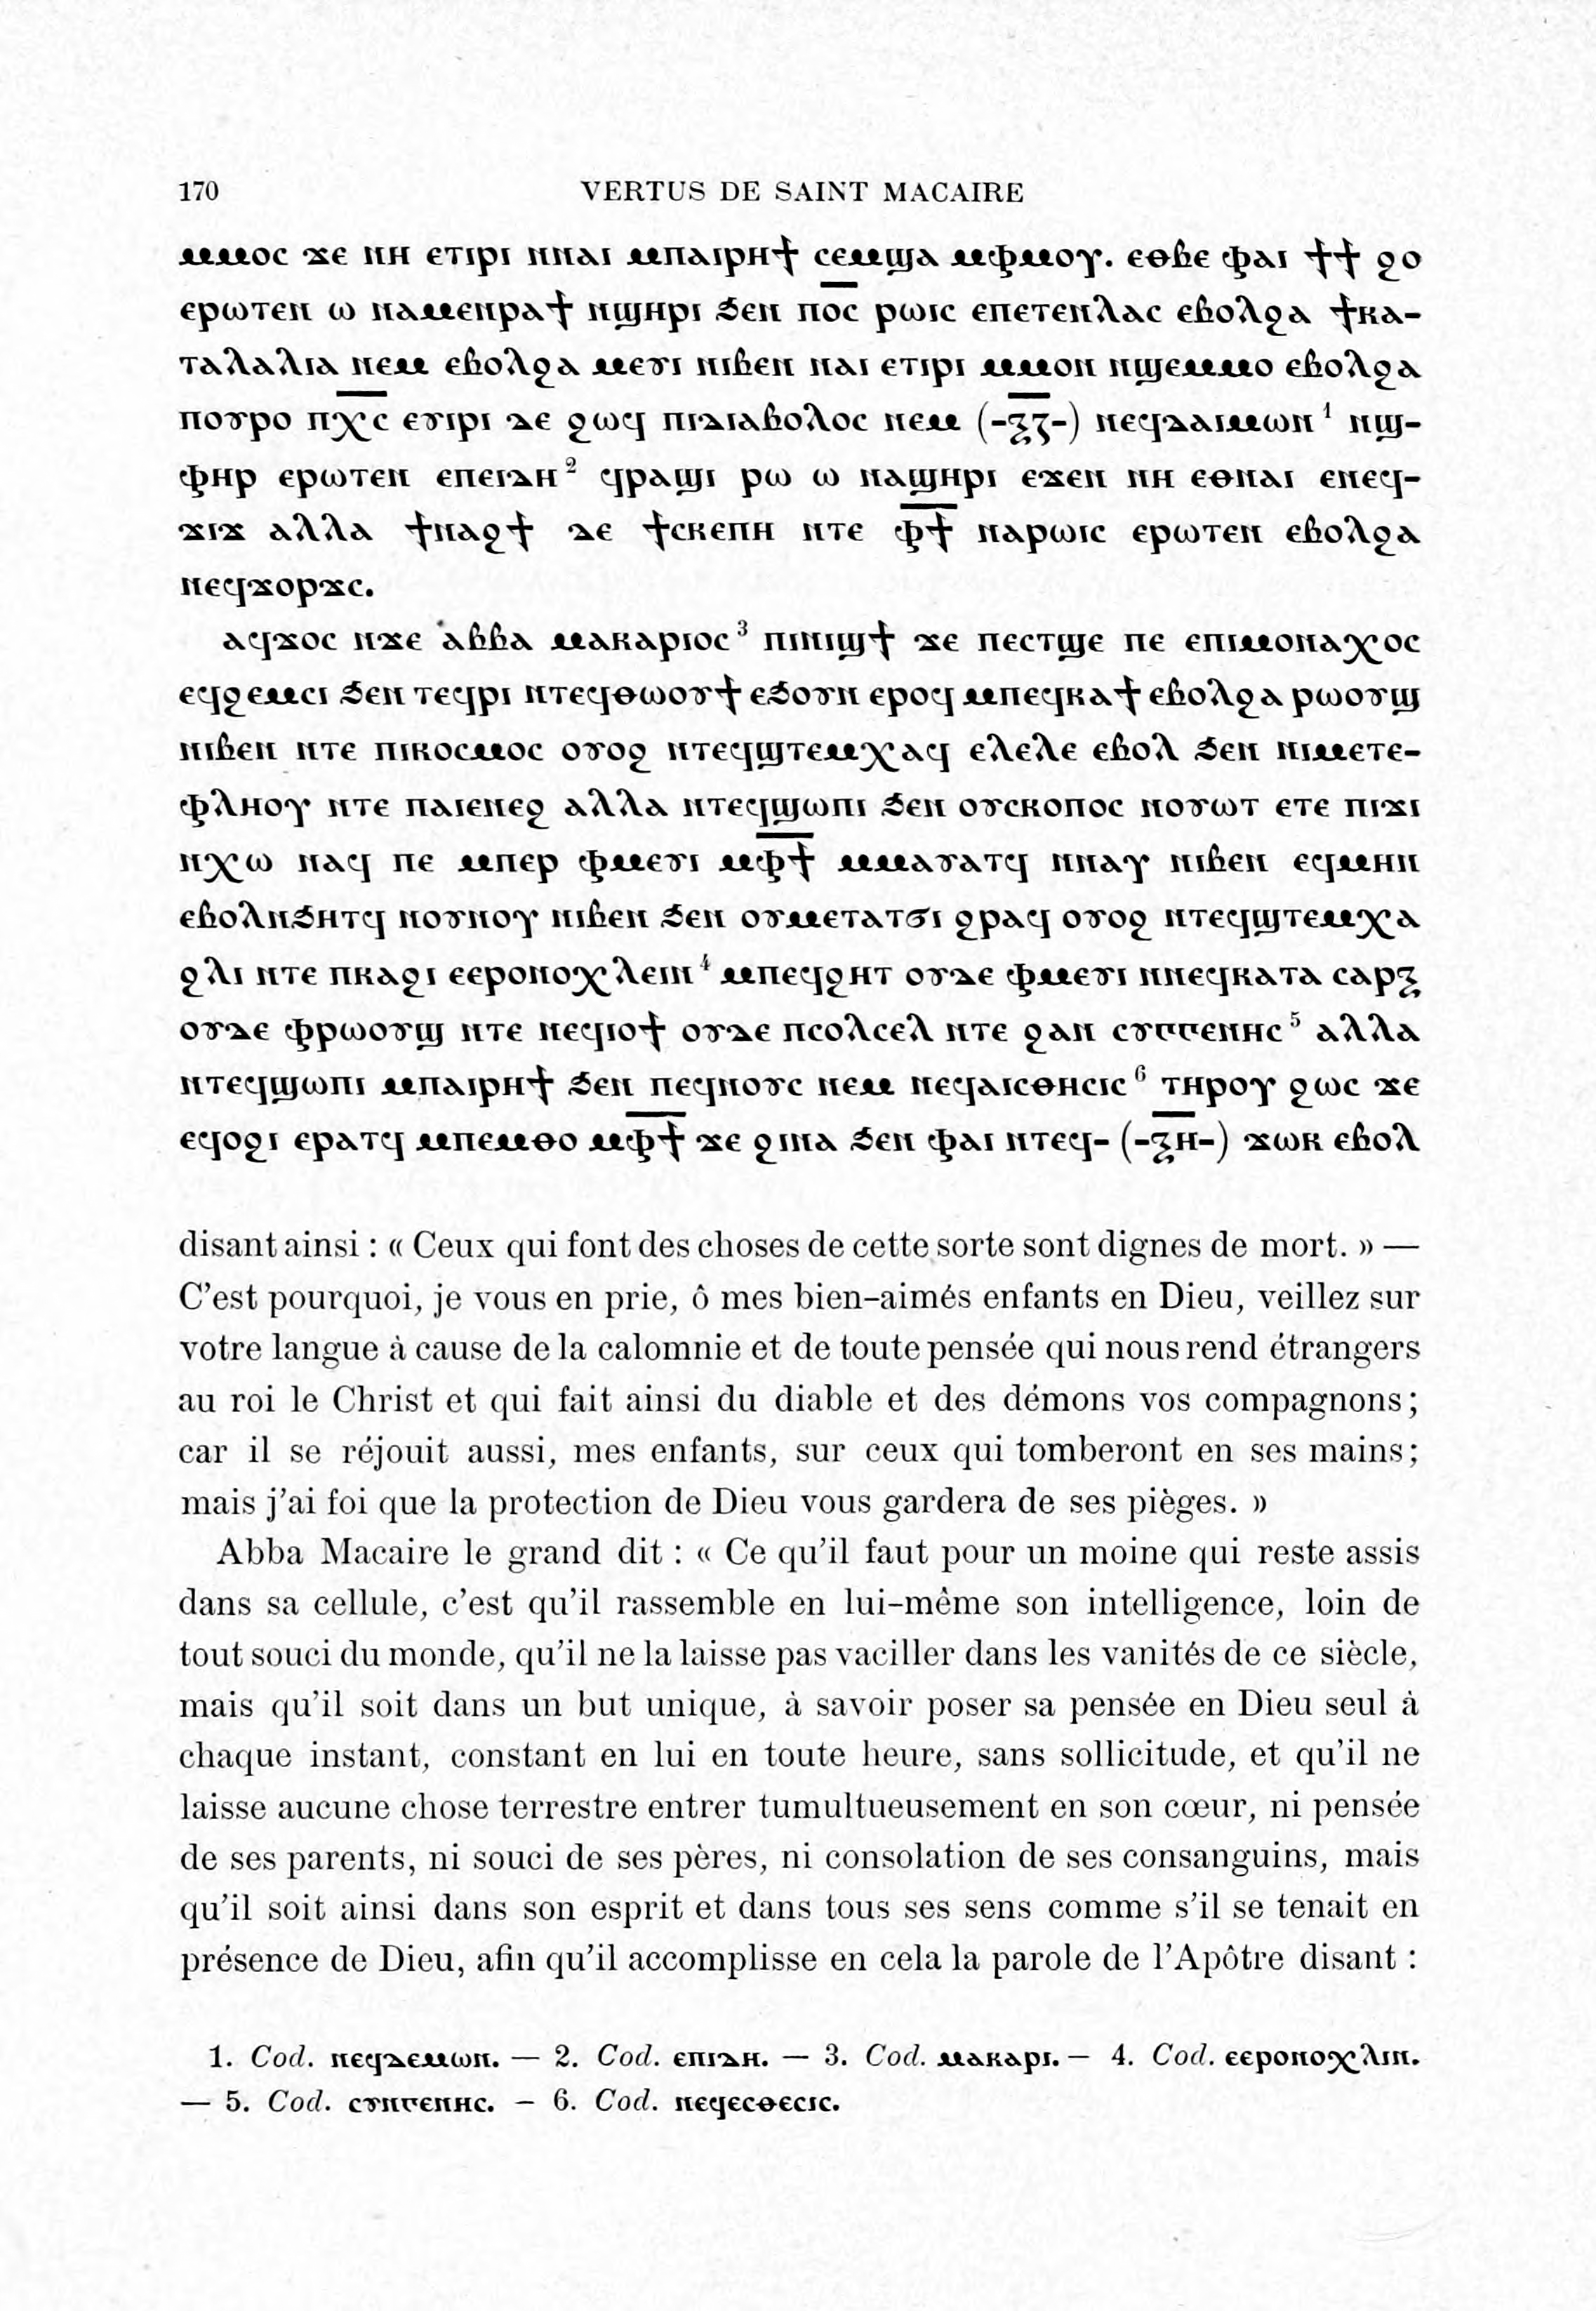 170 VERTUS DE SAINT MACAIRE
ⲙⲙⲟⲥ ϫⲉ ⲛⲏ ⲉⲧⲓⲣⲓ ⲛⲛⲁⲓ ⲙⲡⲁⲓⲣⲏϯ ⲥⲉⲙϣⲁ ⲙⲫⲙⲟⲩ. ⲉⲑⲃⲉ ⲫⲁⲓ ϯϯ ϩⲟ
ⲉⲣⲱⲧⲉⲛ ⲱ ⲛⲁⲙⲉⲛⲣⲁϯ ⲛϣⲏⲣⲓ ϧⲉⲛ ⲡⲟ̅ⲥ̅ ⲣⲱⲓⲥ ⲉⲡⲉⲧⲉⲛⲗⲁⲥ ⲉⲃⲟⲗϩⲁ ϯⲕⲁ-
ⲧⲁⲗⲁⲗⲓⲁ ⲛⲉⲙ ⲉⲃⲟⲗϩⲁ ⲙⲉⲩⲓ ⲛⲓⲃⲉⲛ ⲛⲁⲓ ⲉⲧⲓⲣⲓ ⲙⲙⲟⲛ ⲛϣⲉⲙⲙⲟ ⲉⲃⲟⲗϩⲁ
ⲡⲟⲩⲣⲟ ⲡⲭ̅ⲥ̅ ⲉⲩⲓⲣⲓ ⲇⲉ ϩⲱϥ ⲡⲓⲇⲓⲁⲃⲟⲗⲟⲥ ⲛⲉⲙ (-ⲝ̅ⲍ̅-) ⲛⲉϥⲇⲁⲓⲙⲱⲛ¹ ⲛϣ-
ⲫⲏⲣ ⲉⲣⲱⲧⲉⲛ ⲉⲡⲉⲓⲇⲏ² ϥⲣⲁϣⲓ ⲣⲱ ⲱ ⲛⲁϣⲏⲣⲓ ⲉϫⲉⲛ ⲛⲏ ⲉⲑⲛⲁⲓ ⲉⲛⲉϥ-
ϫⲓϫ ⲁⲗⲗⲁ ϯⲛⲁϩϯ ⲇⲉ ϯⲥⲕⲉⲡⲏ ⲛⲧⲉ ⲫ̅ϯ̅ ⲛⲁⲣⲱⲓⲥ ⲉⲣⲱⲧⲉⲛ ⲉⲃⲟⲗϩⲁ
ⲛⲉϥϫⲟⲣϫⲥ.
ⲁϥϫⲟⲥ ⲛϫⲉ ⲁⲃⲃⲁ ⲙⲁⲕⲁⲣⲓⲟⲥ³ ⲡⲓⲛⲓϣϯ ϫⲉ ⲡⲉⲥⲧϣⲉ ⲡⲉ ⲉⲡⲓⲙⲟⲛⲁⲭⲟⲥ
ⲉϥϩⲉⲙⲥⲓ ϧⲉⲛ ⲧⲉϥⲣⲓ ⲛⲧⲉϥⲑⲱⲟⲩϯ ⲉϧⲟⲩⲛ ⲉⲣⲟϥ ⲙⲡⲉϥⲕⲁϯ ⲉⲃⲟⲗϩⲁ ⲣⲱⲟⲩϣ
ⲛⲓⲃⲉⲛ ⲛⲧⲉ ⲡⲓⲕⲟⲥⲙⲟⲥ ⲟⲩⲟϩ ⲛⲧⲉϥϣⲧⲉⲙⲭⲁϥ ⲉⲗⲉⲗⲉ ⲉⲃⲟⲗ ϧⲉⲛ ⲛⲓⲙⲉⲧⲉ-
ⲫⲗⲏⲟⲩ ⲛⲧⲉ ⲡⲁⲓⲉⲛⲉϩ ⲁⲗⲗⲁ ⲛⲧⲉϥϣⲱⲡⲓ ϧⲉⲛ ⲟⲩⲥⲕⲟⲡⲟⲥ ⲛⲟⲩⲱⲧ ⲉⲧⲉ ⲡⲓϫⲓ
ⲛⲭⲱ ⲛⲁϥ ⲡⲉ ⲙⲡⲉⲣ ⲫⲙⲉⲩⲓ ⲙⲫ̅ϯ̅ ⲙⲙⲁⲩⲁⲧϥ ⲛⲛⲁⲩ ⲛⲓⲃⲉⲛ ⲉϥⲙⲏⲛ
ⲉⲃⲟⲗⲛϧⲏⲧϥ ⲛⲟⲩⲛⲟⲩ ⲛⲓⲃⲉⲛ ϧⲉⲛ ⲟⲩⲙⲉⲧⲁⲧϭⲓ ϩⲣⲁϥ ⲟⲩⲟϩ ⲛⲧⲉϥϣⲧⲉⲙⲭⲁ
ϩⲗⲓ ⲛⲧⲉ ⲡⲕⲁϩⲓ ⲉⲉⲣⲟⲛⲟⲭⲗⲉⲓⲛ⁴ ⲙⲡⲉϥϩⲏⲧ ⲟⲩⲇⲉ ⲫⲙⲉⲩⲓ ⲛⲛⲉϥⲕⲁⲧⲁ ⲥⲁⲣⲝ
ⲟⲩⲇⲉ ⲫⲣⲱⲟⲩϣ ⲛⲧⲉ ⲛⲉϥⲓⲟϯ ⲟⲩⲇⲉ ⲡⲥⲟⲗⲥⲉⲗ ⲛⲧⲉ ϩⲁⲛ ⲥⲩⲅⲅⲉⲛⲏⲥ⁵ ⲁⲗⲗⲁ
ⲛⲧⲉϥϣⲱⲡⲓ ⲙⲡⲁⲓⲣⲏϯ ϧⲉⲛ ⲡⲉϥⲛⲟⲩⲥ ⲛⲉⲙ ⲛⲉϥⲁⲓⲥⲑⲏⲥⲓⲥ⁶ ⲧⲏⲣⲟⲩ ϩⲱⲥ ϫⲉ
ⲉϥⲟϩⲓ ⲉⲣⲁⲧϥ ⲙⲡⲉⲙⲑⲟ ⲙⲫ̅ϯ̅ ϫⲉ ϩⲓⲛⲁ ϧⲉⲛ ⲫⲁⲓ ⲛⲧⲉϥ- (-ⲝ̅ⲏ̅-) ϫⲱⲕ ⲉⲃⲟⲗ
disant ainsi : « Ceux qui font des choses de cette sorte sont dignes de mort. » —
C'est pourquoi, je vous en prie, ô mes bien-aimés enfants en Dieu, veillez sur
votre langue à cause de la calomnie et de toute pensée qui nous rend étrangers
au roi le Christ et qui fait ainsi du diable et des démons vos compagnons;
car il se réjouit aussi, mes enfants, sur ceux qui tomberont en ses mains;
mais j'ai foi que la protection de Dieu vous gardera de ses pièges. »
Abba Macaire le grand dit : « Ce qu'il faut pour un moine qui reste assis
dans sa cellule, c'est qu'il rassemble en lui-même son intelligence, loin de
tout souci du monde, qu'il ne la laisse pas vaciller dans les vanités de ce siècle,
mais qu'il soit dans un but unique, à savoir poser sa pensée en Dieu seul à
chaque instant, constant en lui en toute heure, sans sollicitude, et qu'il ne
laisse aucune chose terrestre entrer tumultueusement en son cœur, ni pensée
de ses parents, ni souci de ses pères, ni consolation de ses consanguins, mais
qu'il soit ainsi dans son esprit et dans tous ses sens comme s'il se tenait en
présence de Dieu, afin qu'il accomplisse en cela la parole de l'Apôtre disant :
1. Cod. ⲛⲉϥⲇⲉⲙⲱⲛ. — 2. Cod. ⲉⲡⲓⲇⲏ. — 3. Cod. ⲙⲁⲕⲁⲣⲓ. — 4. Cod. ⲉⲉⲣⲟⲛⲟⲭⲗⲓⲛ.
— 5. Cod. ⲥⲩⲛⲅⲉⲛⲏⲥ. — 6. Cod. ⲛⲉϥⲉⲥⲑⲉⲥⲓⲥ.